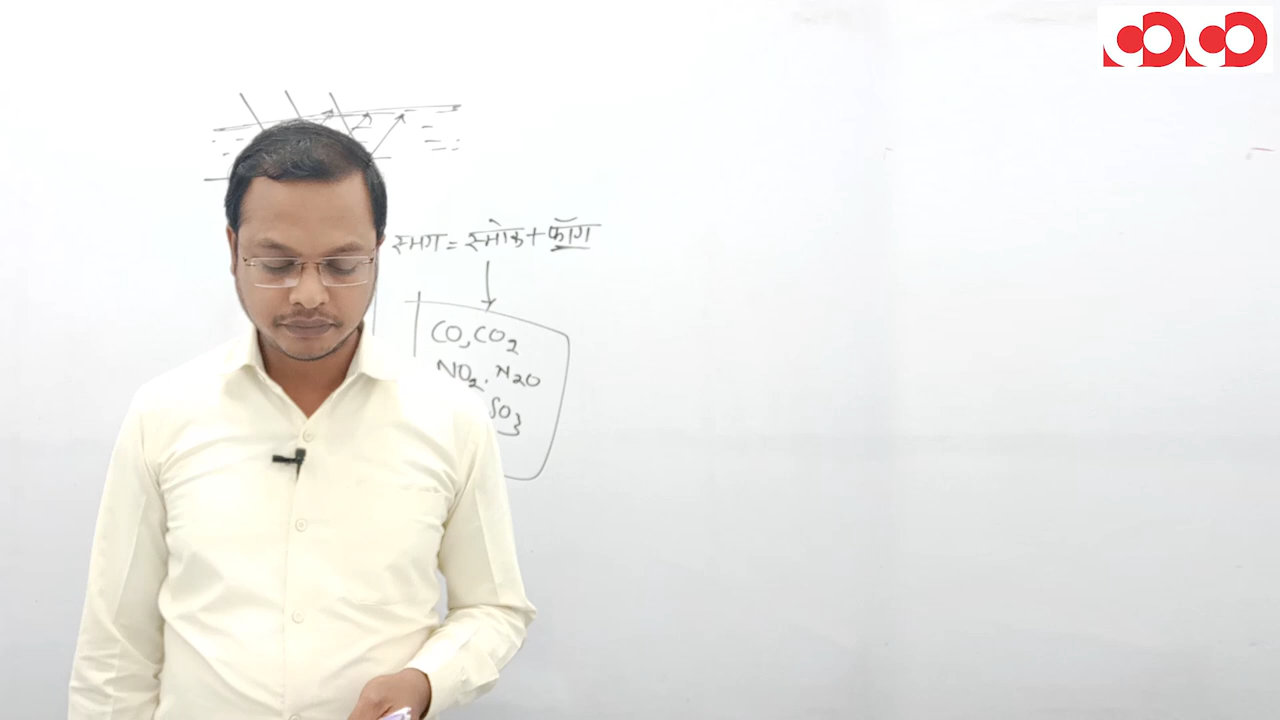 स्मग = स्मोक + फॉग
CO, CO2
NO2, N2O
SO3